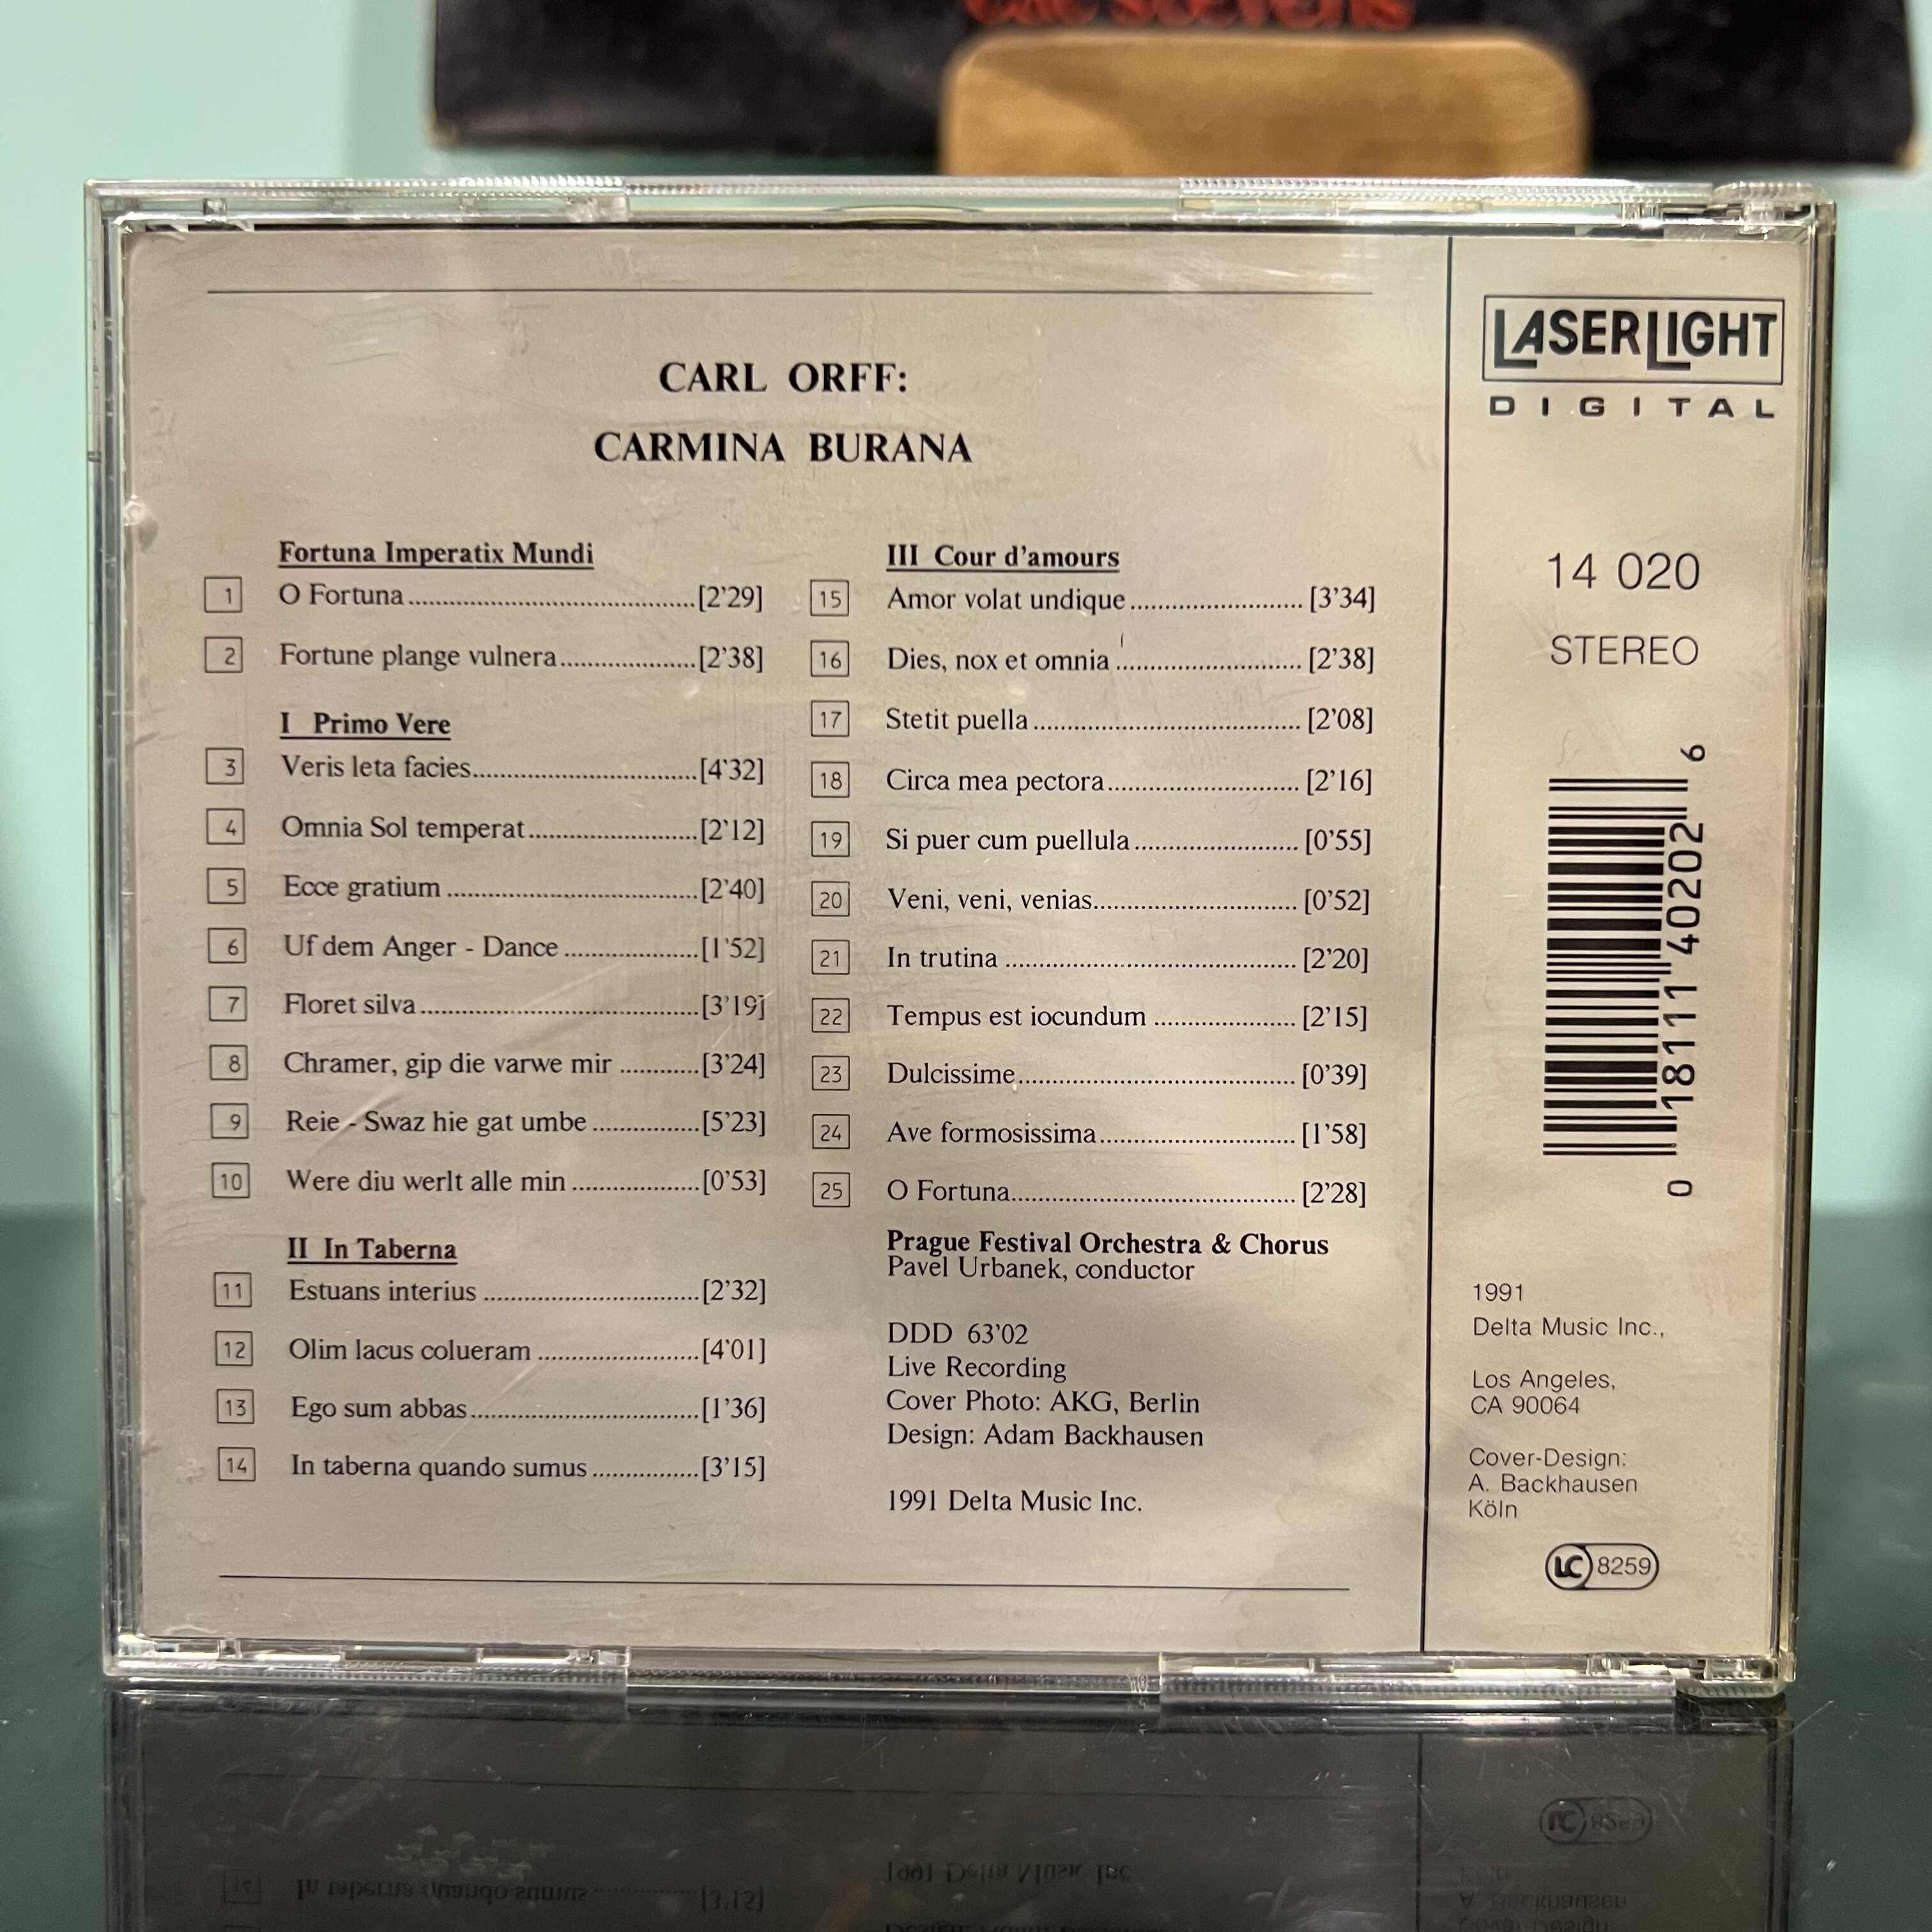 Cat Stevens
CARL ORFF:
CARMINA BURANA
Fortuna Imperatix Mundi
1 O Fortuna [2'29]
2 Fortune plange vulnera [2'38]
I Primo Vere
3 Veris leta facies [4'32]
4 Omnia Sol temperat [2'12]
5 Ecce gratium [2'40]
6 Uf dem Anger - Dance [1'52]
7 Floret silva [3'19]
8 Chramer, gip die varwe mir [3'24]
9 Reie - Swaz hie gat umbe [5'23]
10 Were diu werlt alle min [0'53]
II In Taberna
11 Estuans interius [2'32]
12 Olim lacus colueram [4'01]
13 Ego sum abbas [1'36]
14 In taberna quando sumus [3'15]
III Cour d'amours
15 Amor volat undique [3'34]
16 Dies, nox et omnia [2'38]
17 Stetit puella [2'08]
18 Circa mea pectora [2'16]
19 Si puer cum puellula [0'55]
20 Veni, veni, venias [0'52]
21 In trutina [2'20]
22 Tempus est iocundum [2'15]
23 Dulcissime [0'39]
24 Ave formosissima [1'58]
25 O Fortuna [2'28]
Prague Festival Orchestra & Chorus
Pavel Urbanek, conductor
DDD 63'02
Live Recording
Cover Photo: AKG, Berlin
Design: Adam Backhausen
1991 Delta Music Inc.
LASERLIGHT
DIGITAL
14 020
STEREO
0 18111 40202 6
1991
Delta Music Inc.,
Los Angeles,
CA 90064
Cover-Design:
A. Backhausen
Köln
LC 8259